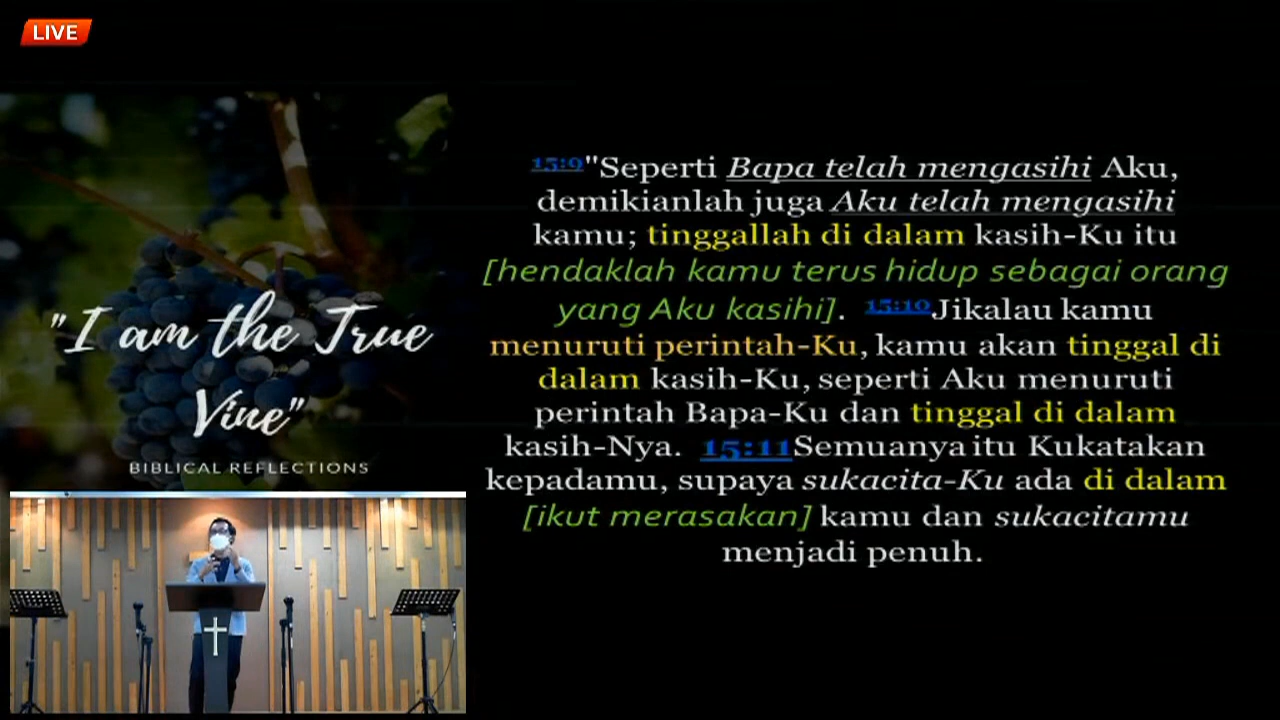 LIVE
"I am the True
Vine"
BIBLICAL REFLECTIONS
15:9"Seperti Bapa telah mengasihi Aku,
demikianlah juga Aku telah mengasihi
kamu; tinggallah di dalam kasih-Ku itu
[hendaklah kamu terus hidup sebagai orang
yang Aku kasihi]. 15:10Jikalau kamu
menuruti perintah-Ku, kamu akan tinggal di
dalam kasih-Ku, seperti Aku menuruti
perintah Bapa-Ku dan tinggal di dalam
kasih-Nya. 15:11Semuanya itu Kukatakan
kepadamu, supaya sukacita-Ku ada di dalam
[ikut merasakan] kamu dan sukacitamu
menjadi penuh.